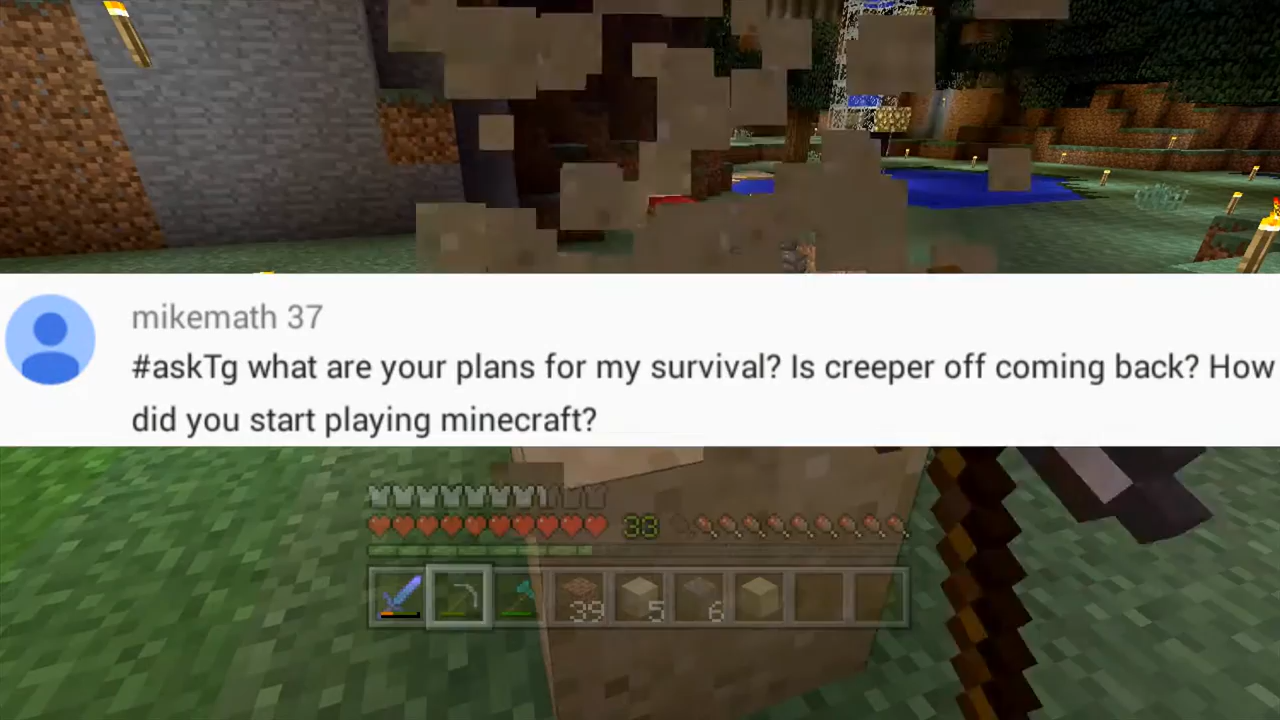 mikemath 37
#askTg what are your plans for my survival? Is creeper off coming back? How
did you start playing minecraft?
33
39 5 6